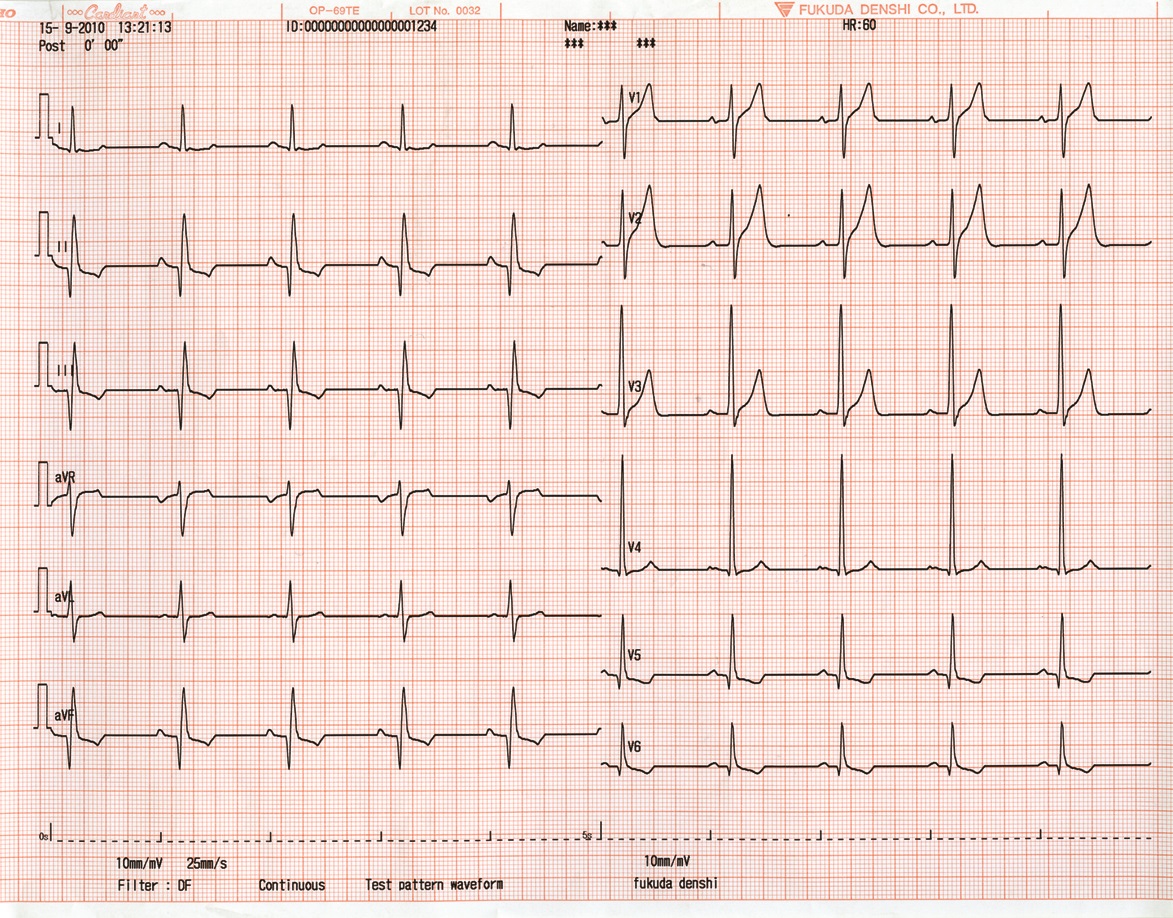 Cardiart OP-69TE LOT No. 0032 FUKUDA DENSHI CO., LTD.
15- 9-2010 13:21:13 ID:00000000000000001234 Name:*** HR:60
Post 0' 00" *** ***
V1
I
V2
II
III
V3
aVR
V4
aVL
V5
aVF
V6
0s 5s
10mm/mV 25mm/s 10mm/mV
Filter : DF Continuous Test pattern waveform fukuda denshi